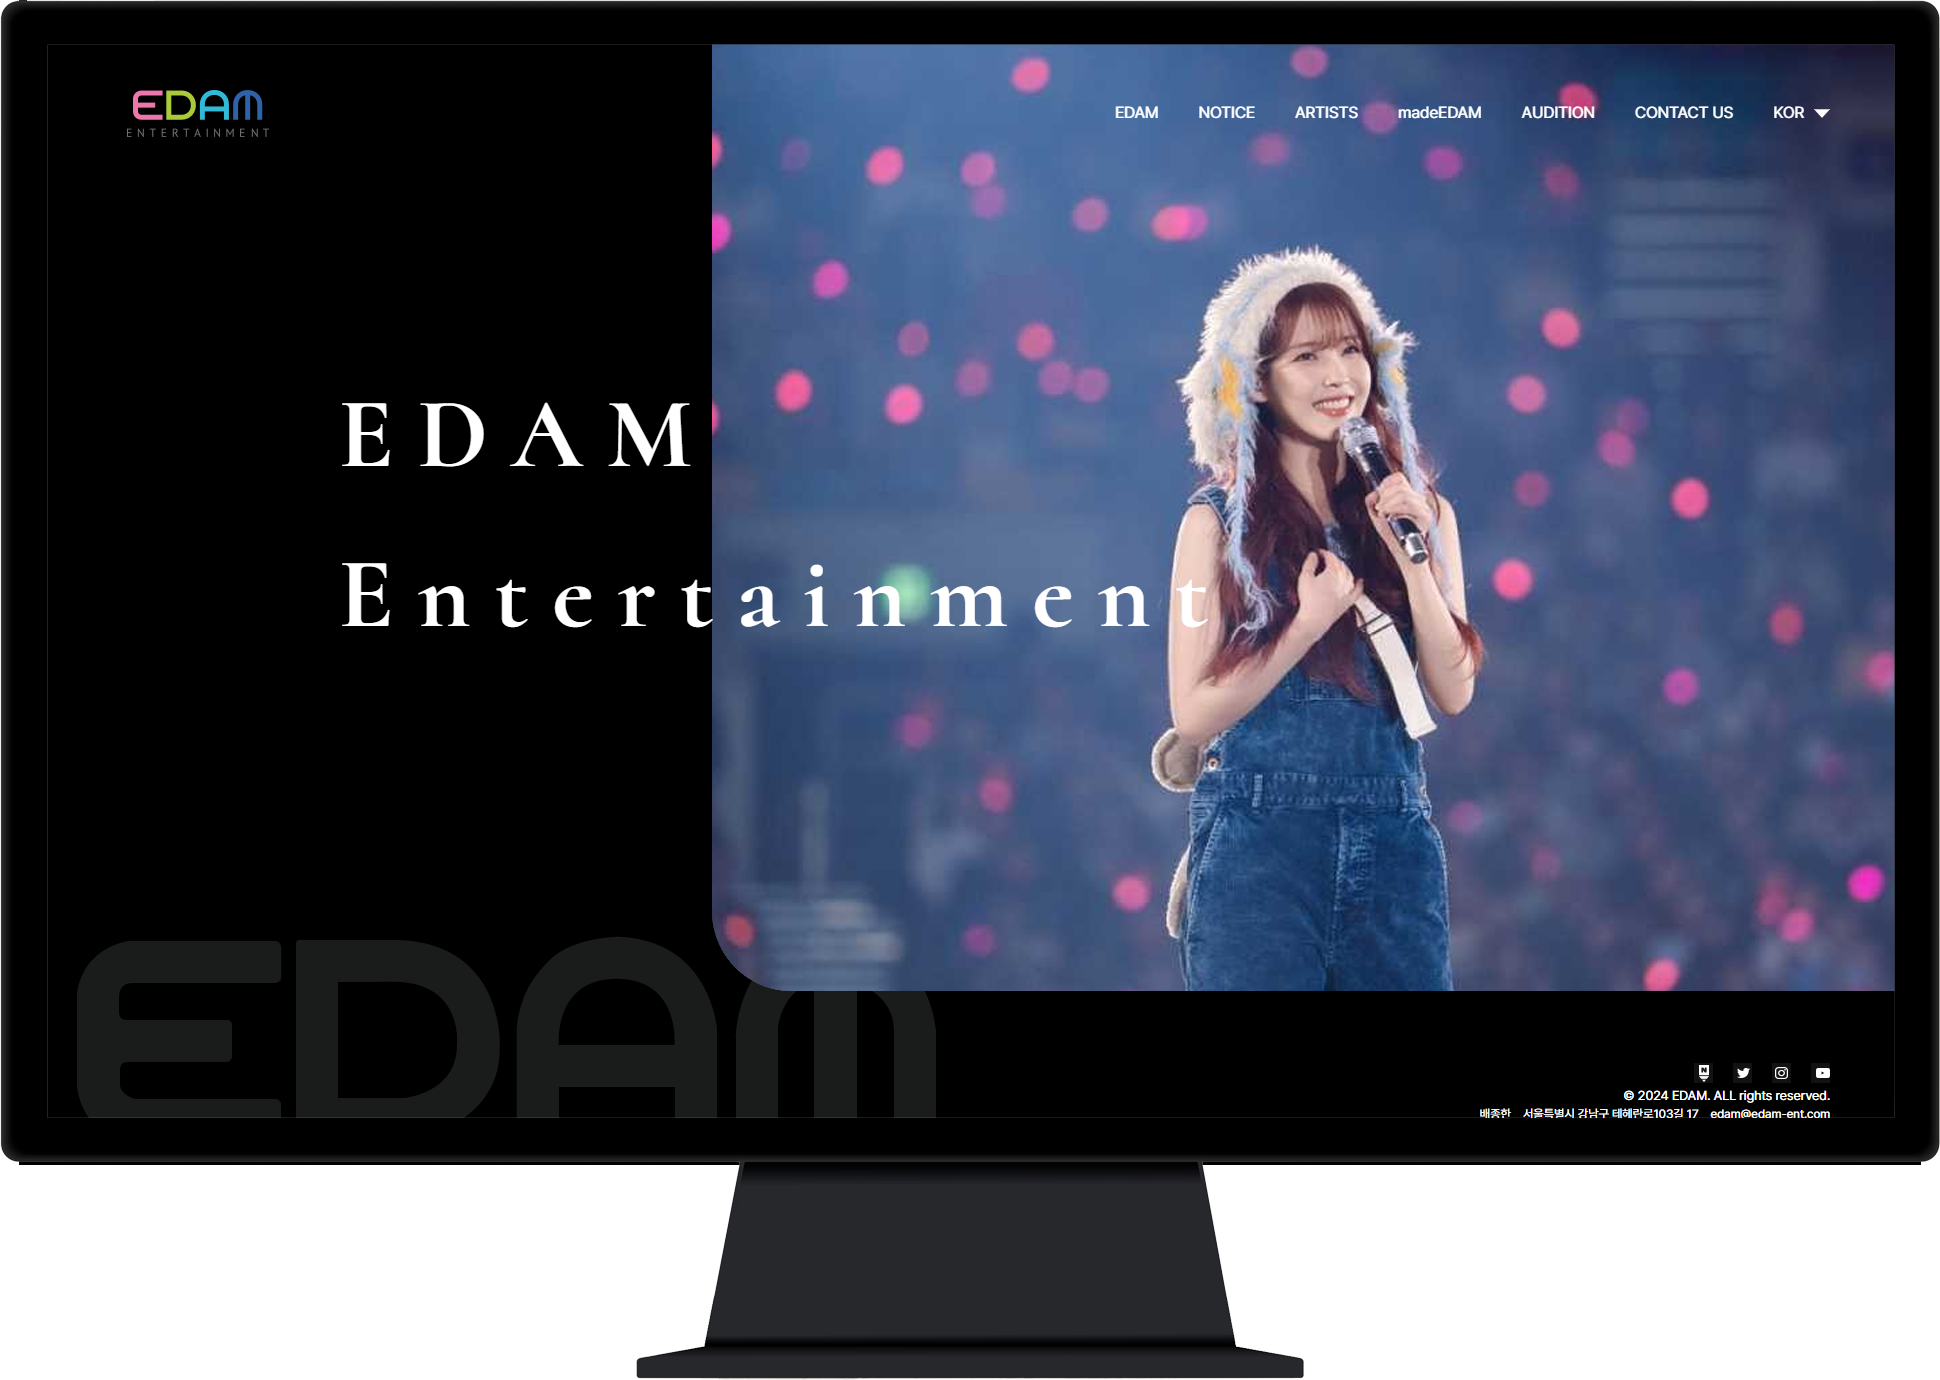 EDAM
ENTERTAINMENT
EDAM NOTICE ARTISTS madeEDAM AUDITION CONTACT US KOR
EDAM
Entertainment
EDAM
© 2024 EDAM. ALL rights reserved.
배종한 서울특별시 강남구 테헤란로103길 17 edam@edam-ent.com